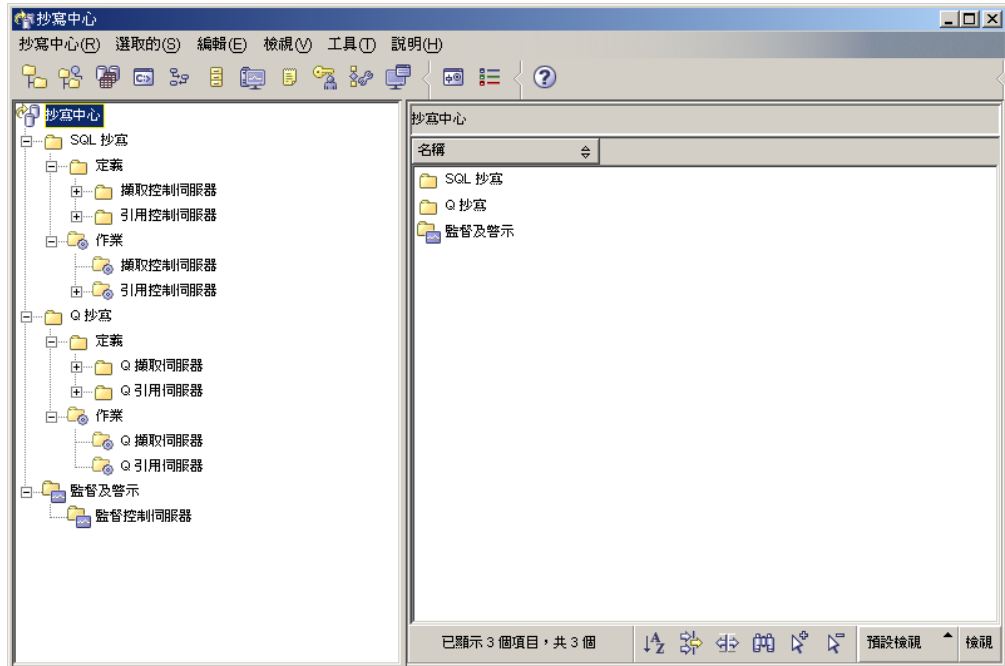 抄寫中心
抄寫中心(R) 選取的(S) 編輯(E) 檢視(V) 工具(T) 說明(H)
抄寫中心
SQL 抄寫
定義
擷取控制伺服器
引用控制伺服器
作業
擷取控制伺服器
引用控制伺服器
Q 抄寫
定義
Q 擷取伺服器
Q 引用伺服器
作業
Q 擷取伺服器
Q 引用伺服器
監督及警示
監督控制伺服器
抄寫中心
名稱
SQL 抄寫
Q 抄寫
監督及警示
已顯示 3 個項目，共 3 個
預設檢視
檢視